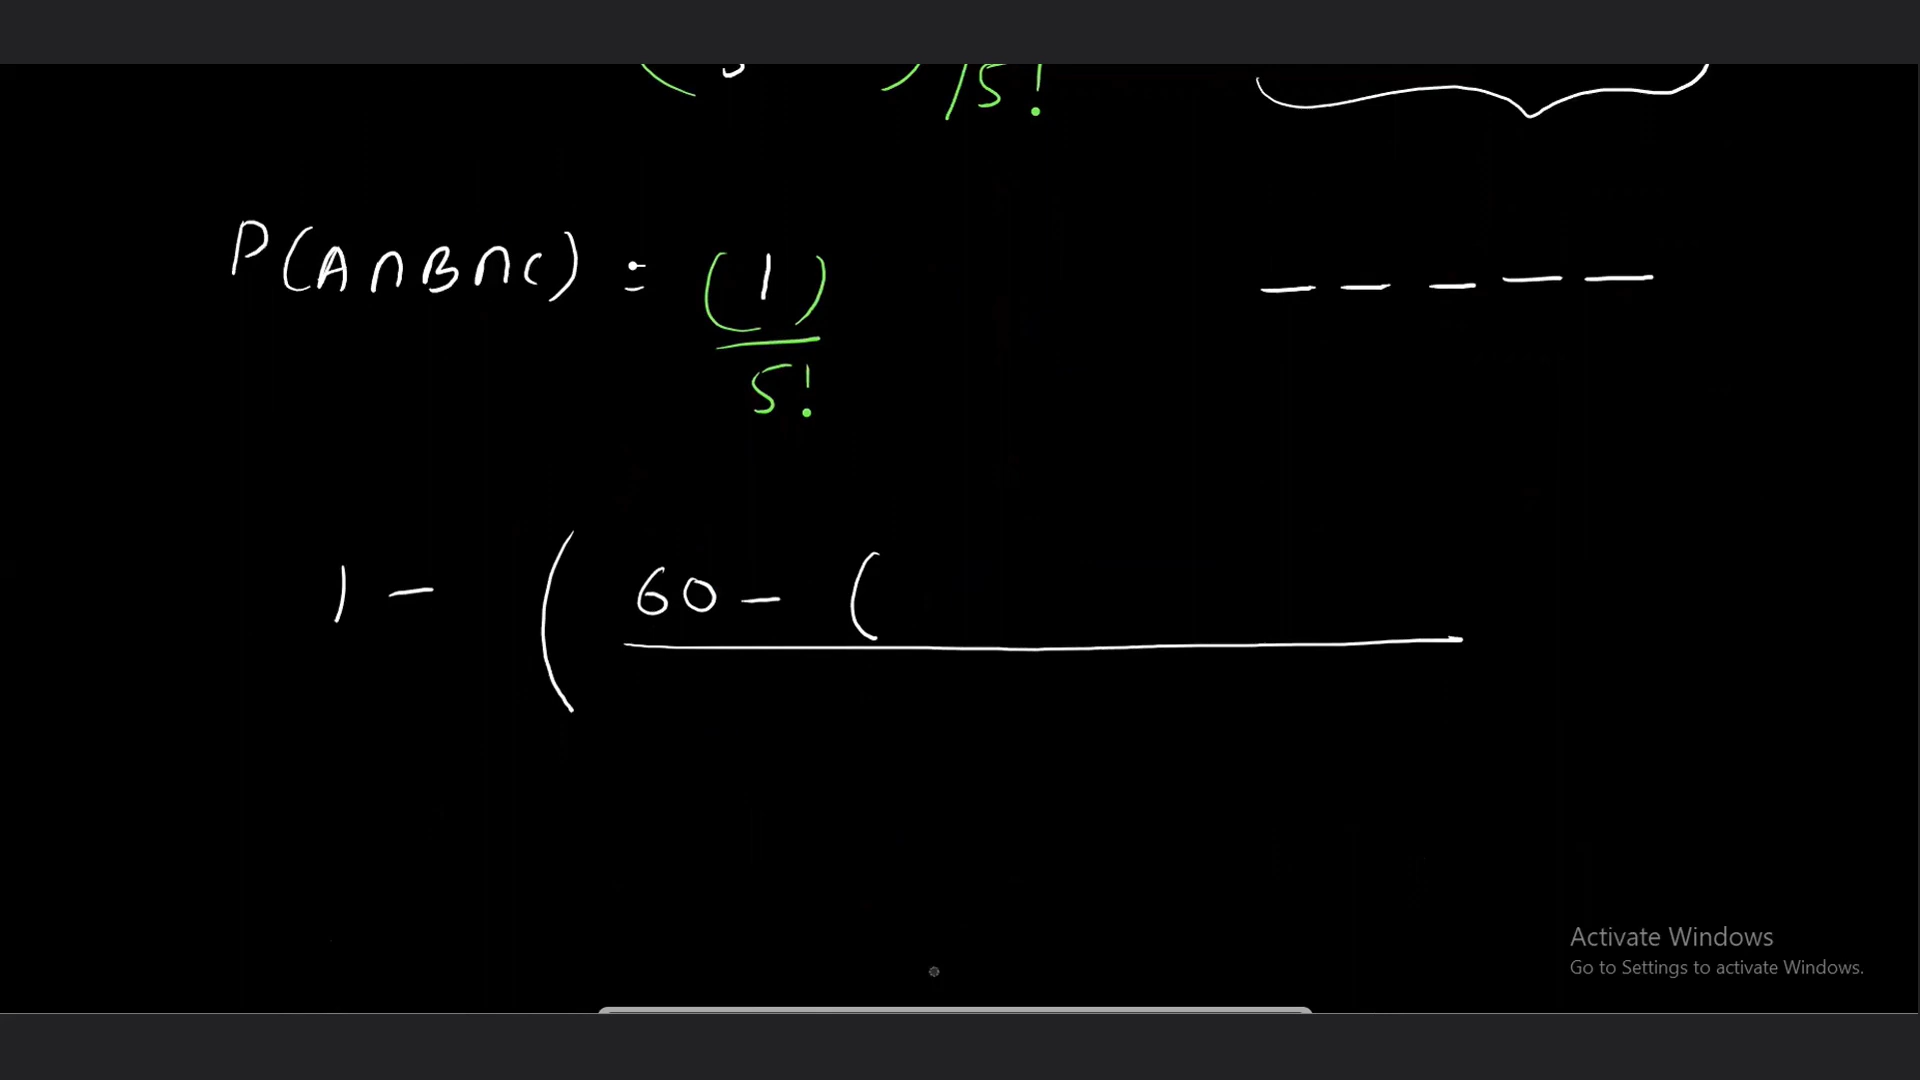 /5!
P(A∩B∩C) = (1)
5!
1 - ( 60 - (
Activate Windows
Go to Settings to activate Windows.